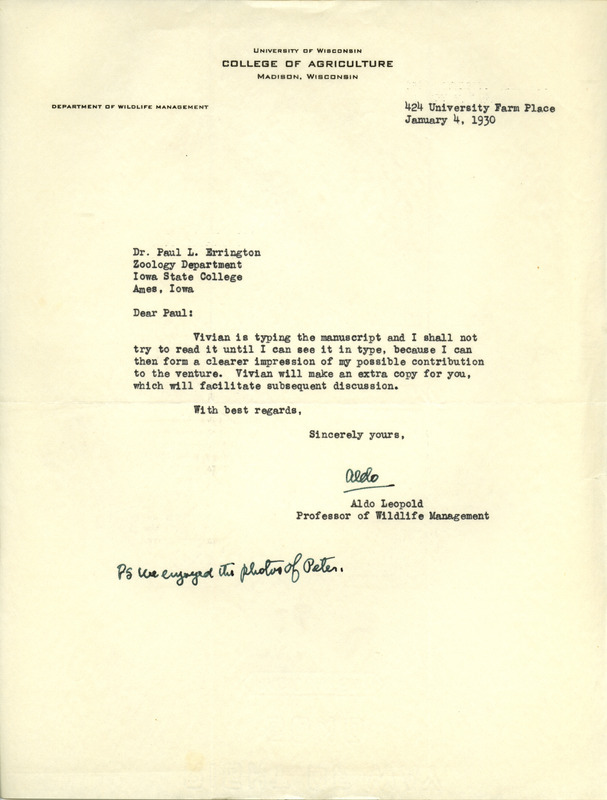 UNIVERSITY OF WISCONSIN
COLLEGE OF AGRICULTURE
MADISON, WISCONSIN
DEPARTMENT OF WILDLIFE MANAGEMENT
424 University Farm Place
January 4, 1930
Dr. Paul L. Errington
Zoology Department
Iowa State College
Ames, Iowa
Dear Paul:
Vivian is typing the manuscript and I shall not
try to read it until I can see it in type, because I can
then form a clearer impression of my possible contribution
to the venture. Vivian will make an extra copy for you,
which will facilitate subsequent discussion.
With best regards,
Sincerely yours,
Aldo
Aldo Leopold
Professor of Wildlife Management
PS We enjoyed the photos of Peter.